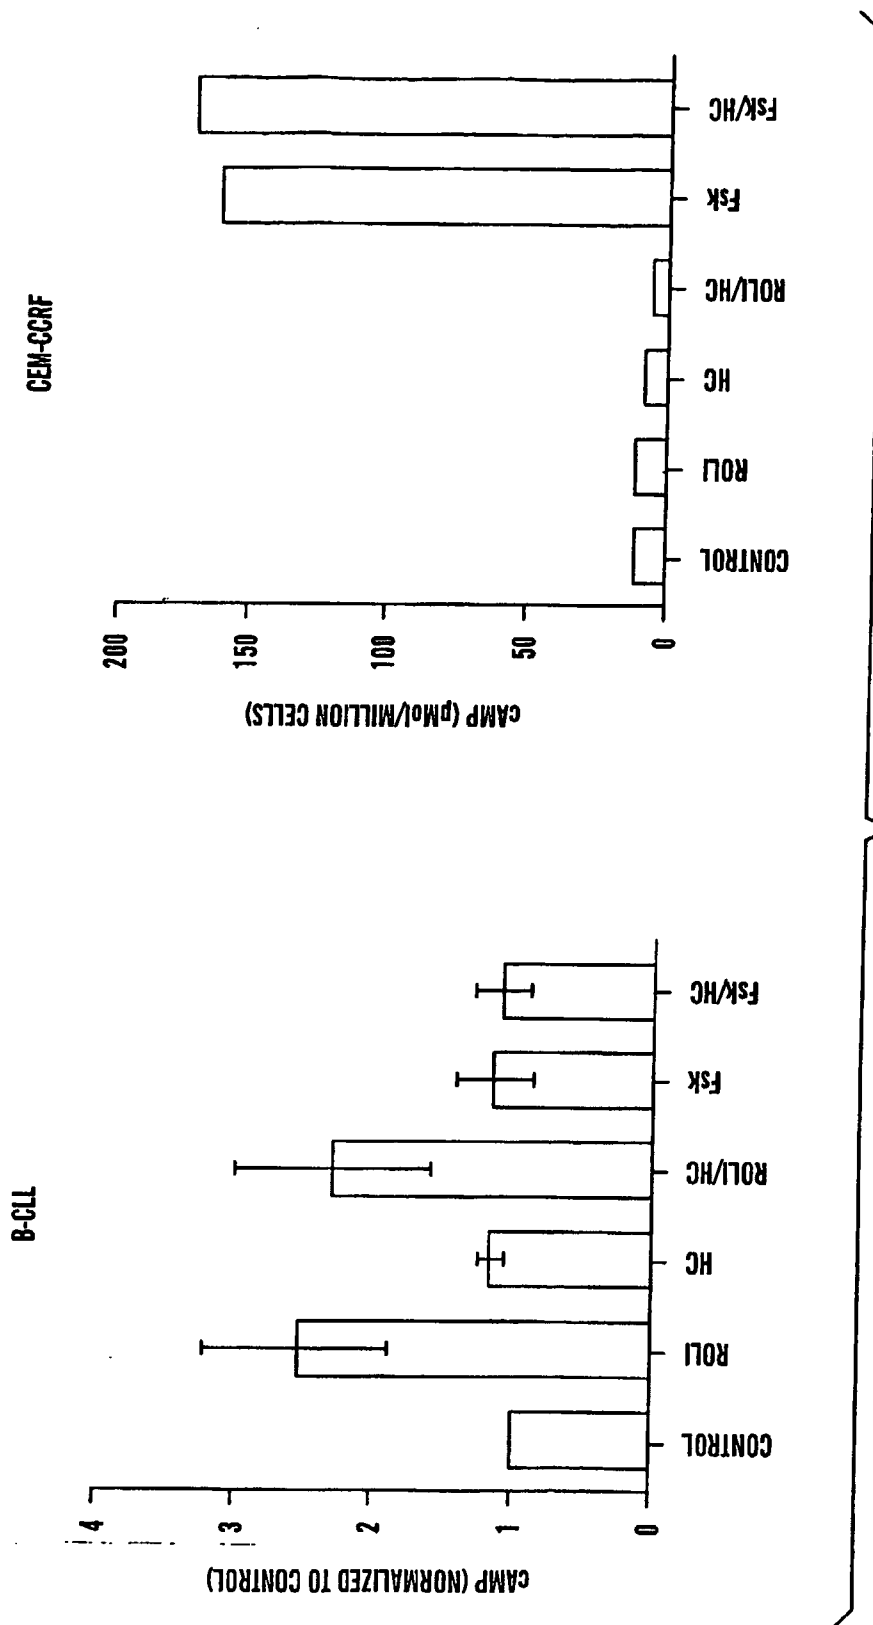 B-CLL
cAMP (NORMALIZED TO CONTROL)
4
3
2
1
0
CONTROL
ROLI
HC
ROLI/HC
Fsk
Fsk/HC
CEM-CCRF
cAMP (pMol/MILLION CELLS)
200
150
100
50
0
CONTROL
ROLI
HC
ROLI/HC
Fsk
Fsk/HC